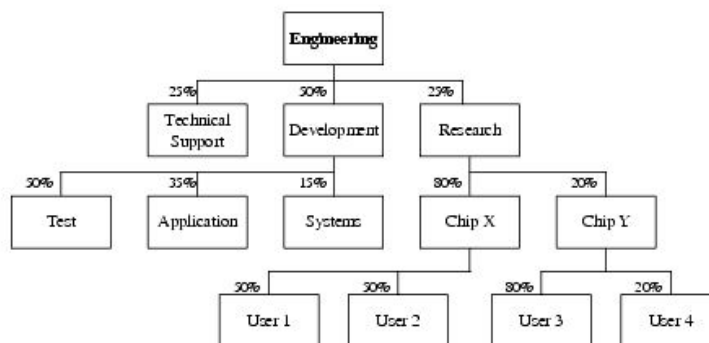 Engineering
25% 50% 25%
Technical Support
Development
Research
50% 35% 15% 80% 20%
Test
Application
Systems
Chip X
Chip Y
50% 50% 80% 20%
User 1
User 2
User 3
User 4